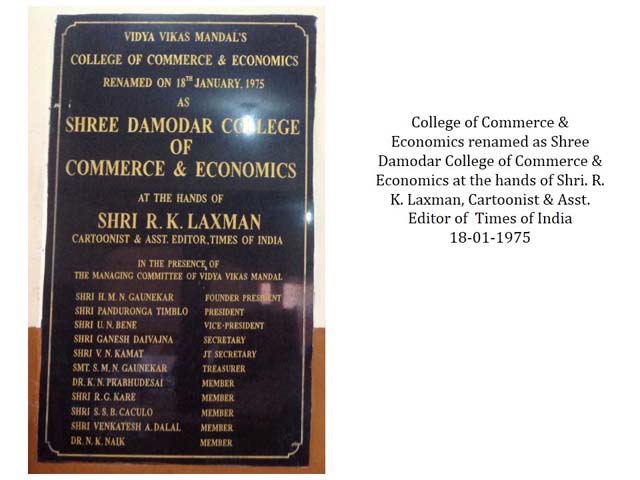 VIDYA VIKAS MANDAL'S
COLLEGE OF COMMERCE & ECONOMICS
RENAMED ON 18TH JANUARY, 1975
AS
SHREE DAMODAR COLLEGE
OF
COMMERCE & ECONOMICS
AT THE HANDS OF
SHRI R. K. LAXMAN
CARTOONIST & ASST. EDITOR, TIMES OF INDIA
IN THE PRESENCE OF
THE MANAGING COMMITTEE OF VIDYA VIKAS MANDAL
SHRI H. M. N. GAUNEKAR FOUNDER PRESIDENT
SHRI PANDURONGA TIMBLO PRESIDENT
SHRI U. N. BENE VICE-PRESIDENT
SHRI GANESH DAIVAJNA SECRETARY
SHRI V. N. KAMAT JT. SECRETARY
SMT. S. M. N. GAUNEKAR TREASURER
DR. K. N. PRABHUDESAI MEMBER
SHRI R. G. KARE MEMBER
SHRI S. S. B. CACULO MEMBER
SHRI VENKATESH A. DALAL MEMBER
DR. N. K. NAIK MEMBER
College of Commerce &
Economics renamed as Shree
Damodar College of Commerce &
Economics at the hands of Shri. R.
K. Laxman, Cartoonist & Asst.
Editor of Times of India
18-01-1975